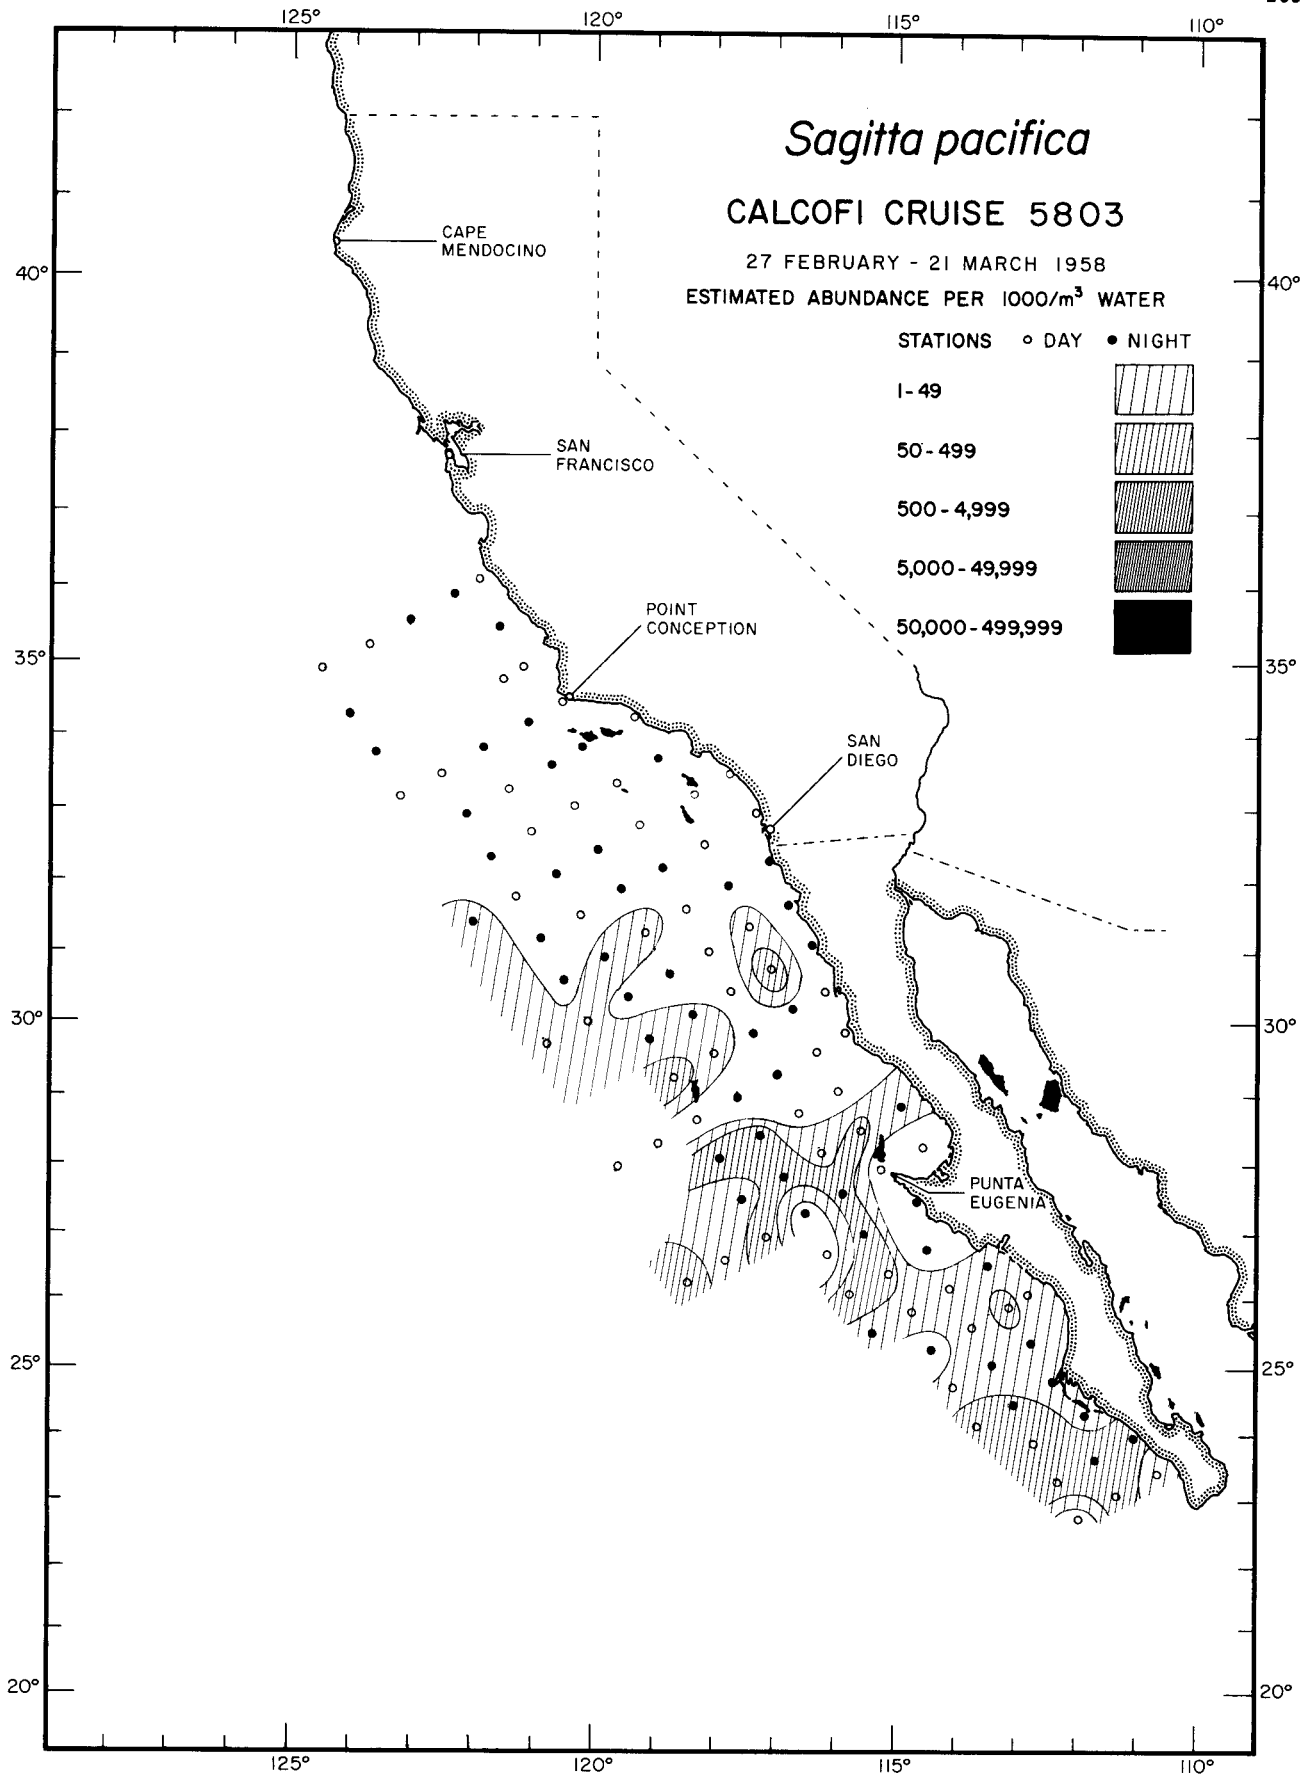 125°
120°
115°
110°
Sagitta pacifica
CALCOFI CRUISE 5803
27 FEBRUARY - 21 MARCH 1958
ESTIMATED ABUNDANCE PER 1000/m³ WATER
STATIONS ○ DAY ● NIGHT
1-49
50-499
500-4,999
5,000-49,999
50,000-499,999
CAPE
MENDOCINO
40°
40°
SAN
FRANCISCO
POINT
CONCEPTION
35°
35°
SAN
DIEGO
30°
30°
PUNTA
EUGENIA
25°
25°
20°
20°
125°
120°
115°
110°